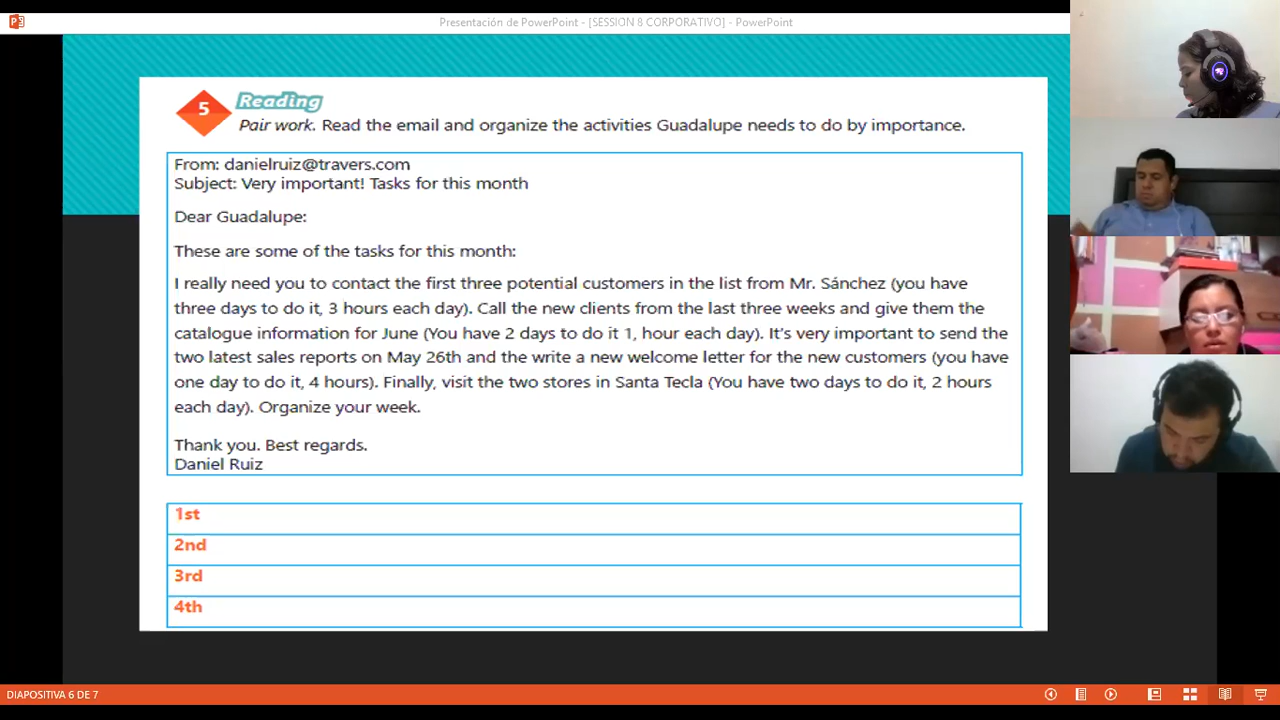 Presentación de PowerPoint - [SESSION 8 CORPORATIVO] - PowerPoint
5
Reading
Pair work. Read the email and organize the activities Guadalupe needs to do by importance.
From: danielruiz@travers.com
Subject: Very important! Tasks for this month
Dear Guadalupe:
These are some of the tasks for this month:
I really need you to contact the first three potential customers in the list from Mr. Sánchez (you have
three days to do it, 3 hours each day). Call the new clients from the last three weeks and give them the
catalogue information for June (You have 2 days to do it 1, hour each day). It's very important to send the
two latest sales reports on May 26th and the write a new welcome letter for the new customers (you have
one day to do it, 4 hours). Finally, visit the two stores in Santa Tecla (You have two days to do it, 2 hours
each day). Organize your week.
Thank you. Best regards.
Daniel Ruiz
1st
2nd
3rd
4th
DIAPOSITIVA 6 DE 7